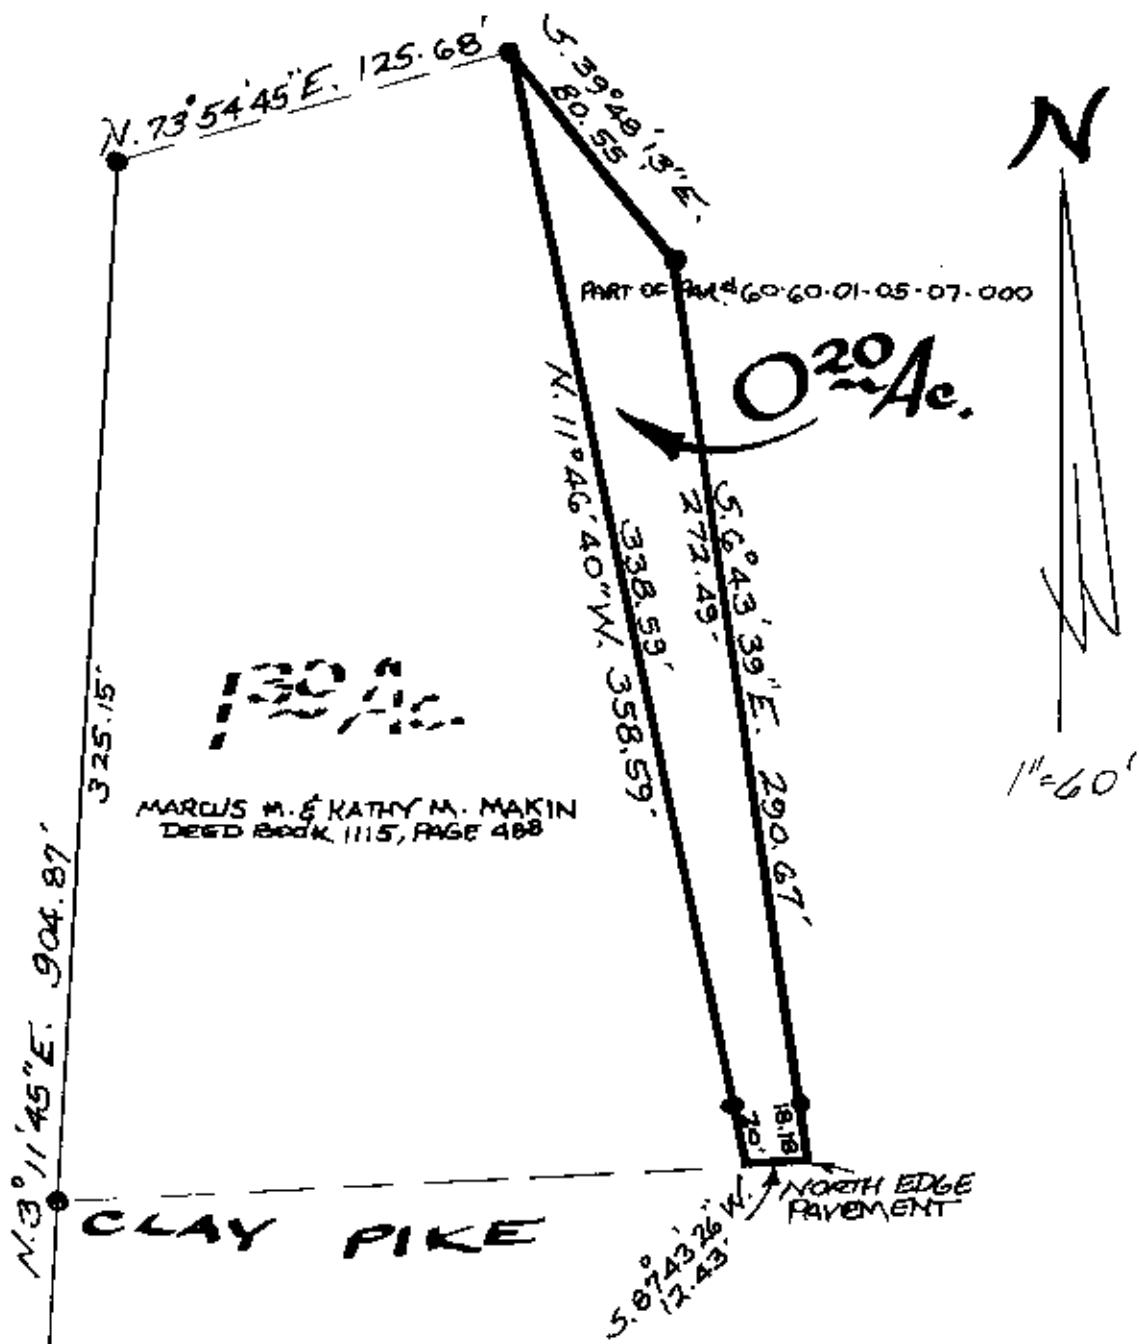 N. 73° 54' 45" E. 125.68'
S. 39° 48' 13" E.
80.55'
N
PART OF PAR# 60-60-01-05-07-000
0 20 Ac.
N. 11° 46' 40" W. 358.59'
338.59'
S. 6° 43' 39" E. 290.67'
272.49'
1"=60'
325.15'
1 30 Ac.
MARCUS M. & KATHY M. MAKIN
DEED BOOK 1115, PAGE 488
N. 3° 11' 45" E. 904.87'
20'
18.18
NORTH EDGE
PAVEMENT
CLAY PIKE
S. 87° 43' 26" W.
12.43'